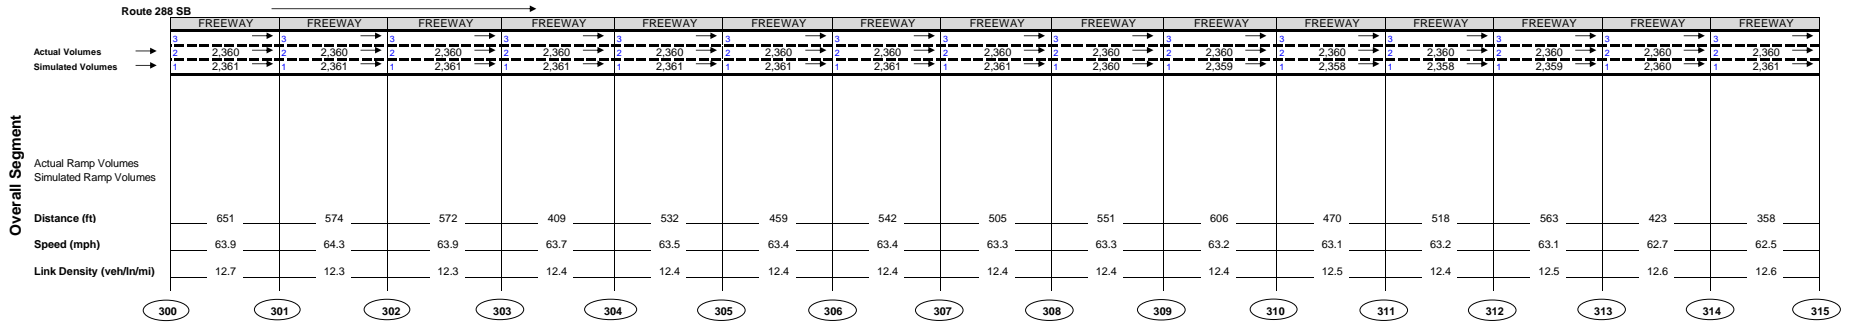 Route 288 SB
FREEWAY FREEWAY FREEWAY FREEWAY FREEWAY FREEWAY FREEWAY FREEWAY FREEWAY FREEWAY FREEWAY FREEWAY FREEWAY FREEWAY FREEWAY
3 3 3 3 3 3 3 3 3 3 3 3 3 3 3
Actual Volumes 2 2,360 2 2,360 2 2,360 2 2,360 2 2,360 2 2,360 2 2,360 2 2,360 2 2,360 2 2,360 2 2,360 2 2,360 2 2,360 2 2,360 2 2,360
Simulated Volumes 1 2,361 1 2,361 1 2,361 1 2,361 1 2,361 1 2,361 1 2,361 1 2,361 1 2,360 1 2,359 1 2,358 1 2,358 1 2,359 1 2,360 1 2,361
Overall Segment
Actual Ramp Volumes
Simulated Ramp Volumes
Distance (ft) 651 574 572 409 532 459 542 505 551 606 470 518 563 423 358
Speed (mph) 63.9 64.3 63.9 63.7 63.5 63.4 63.4 63.3 63.3 63.2 63.1 63.2 63.1 62.7 62.5
Link Density (veh/ln/mi) 12.7 12.3 12.3 12.4 12.4 12.4 12.4 12.4 12.4 12.4 12.5 12.4 12.5 12.6 12.6
300 301 302 303 304 305 306 307 308 309 310 311 312 313 314 315